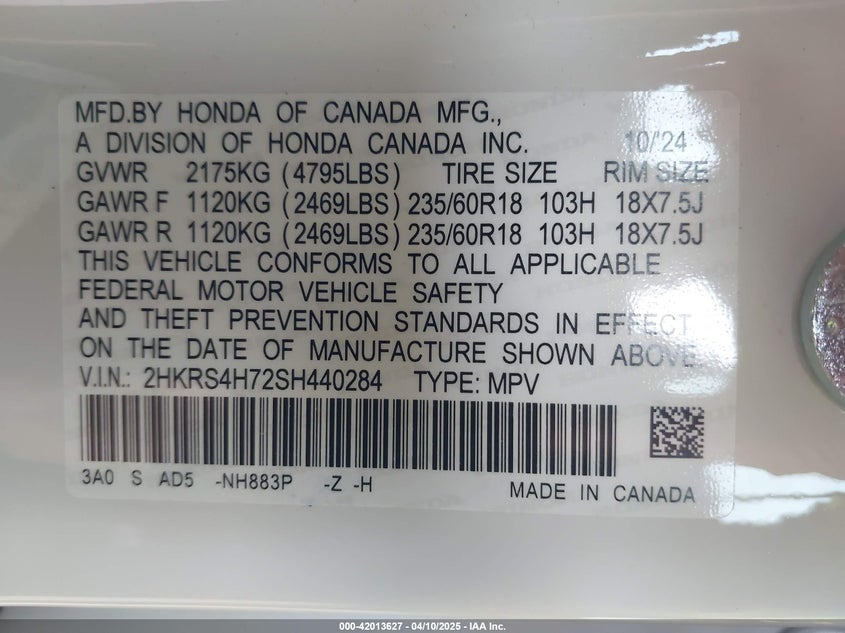 MFD.BY HONDA OF CANADA MFG.,
A DIVISION OF HONDA CANADA INC. 10/'24
GVWR 2175KG (4795LBS) TIRE SIZE RIM SIZE
GAWR F 1120KG (2469LBS) 235/60R18 103H 18X7.5J
GAWR R 1120KG (2469LBS) 235/60R18 103H 18X7.5J
THIS VEHICLE CONFORMS TO ALL APPLICABLE
FEDERAL MOTOR VEHICLE SAFETY
AND THEFT PREVENTION STANDARDS IN EFFECT
ON THE DATE OF MANUFACTURE SHOWN ABOVE.
V.I.N.: 2HKRS4H72SH440284 TYPE: MPV
3A0 S AD5 -NH883P -Z -H
MADE IN CANADA
000-42013627 - 04/10/2025 - IAA Inc.